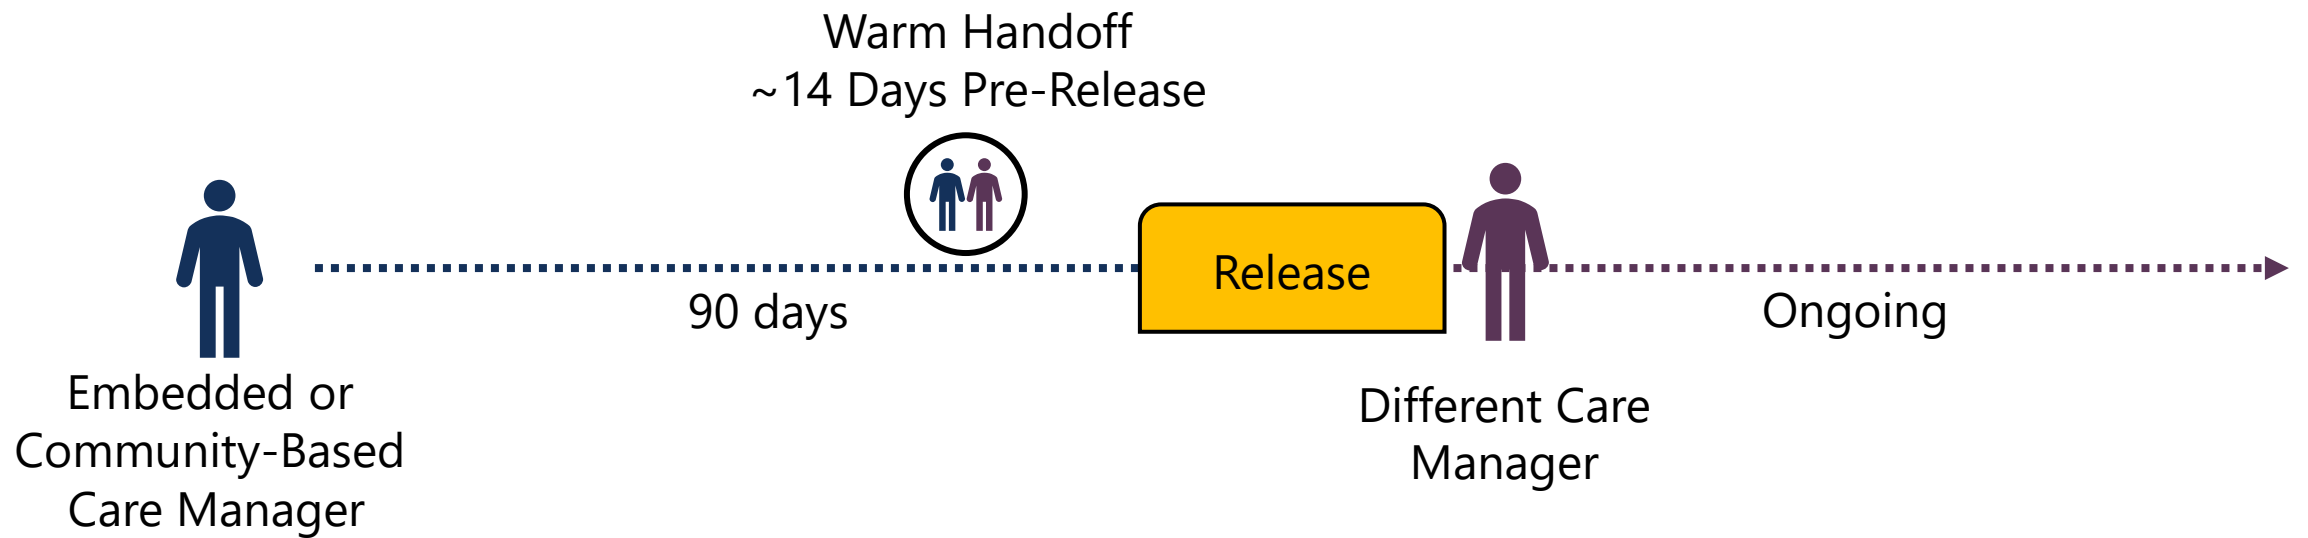 Warm Handoff
~14 Days Pre-Release
Release
90 days
Ongoing
Embedded or
Community-Based
Care Manager
Different Care
Manager